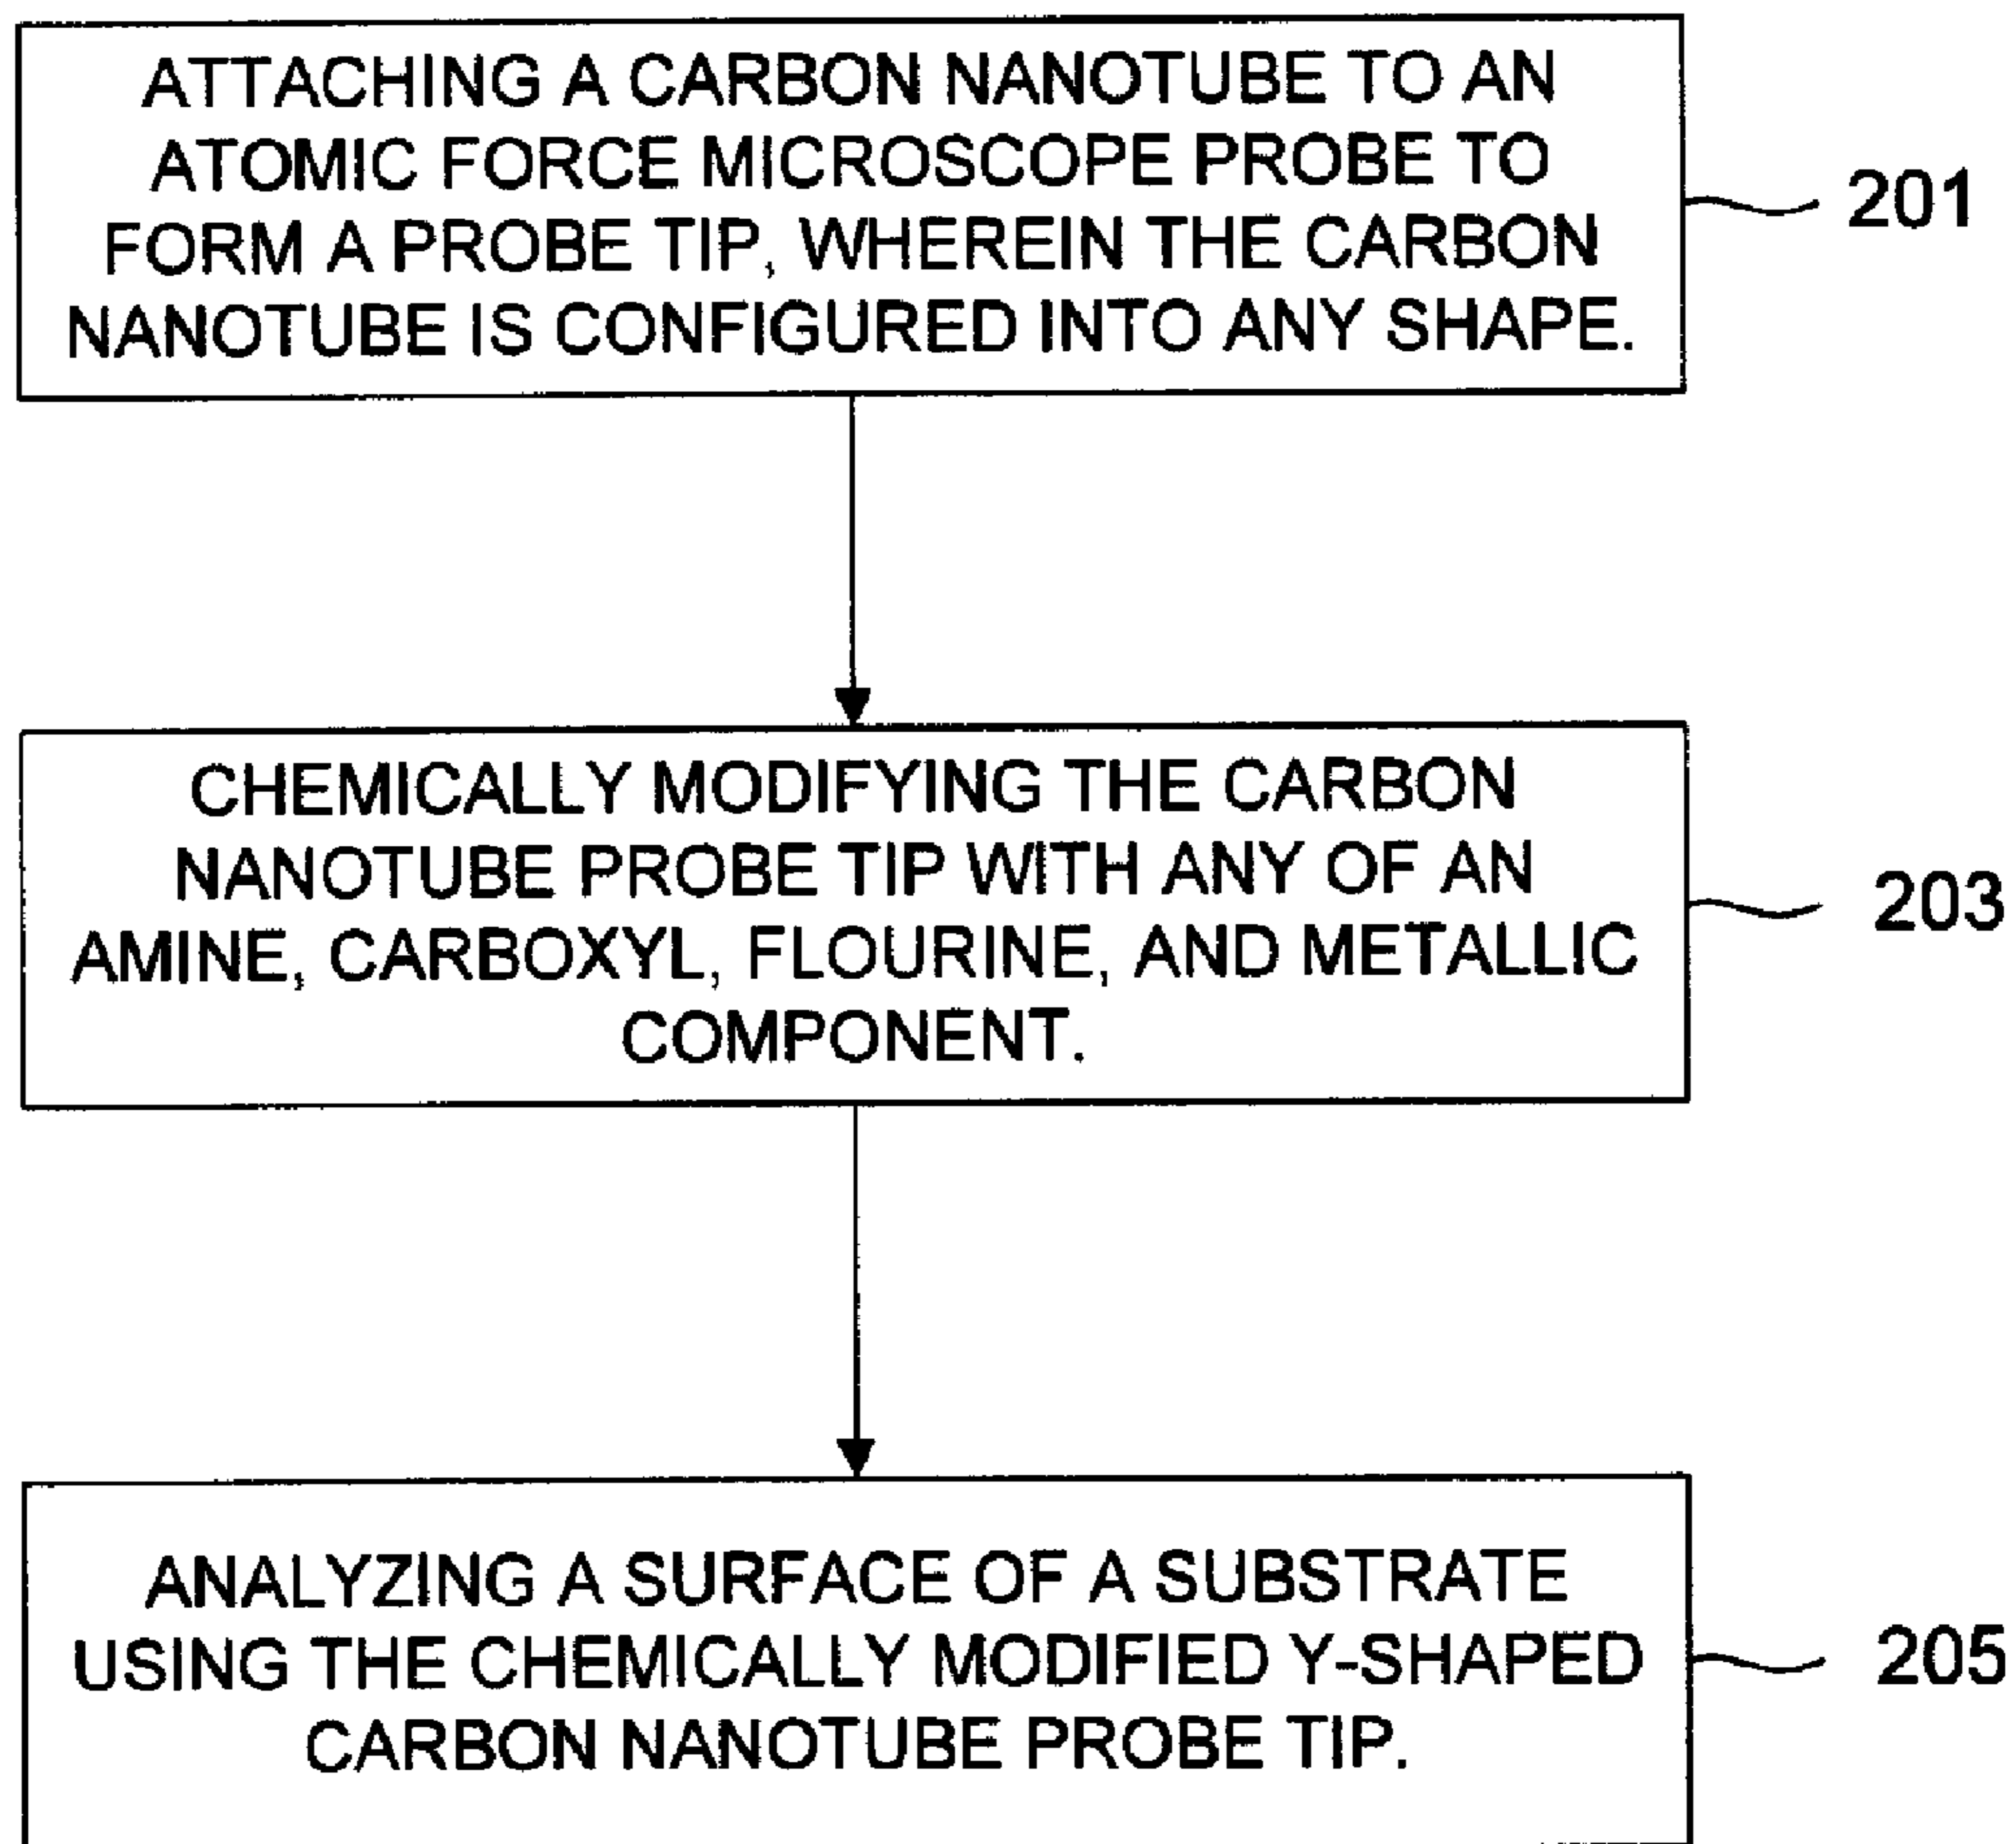 ATTACHING A CARBON NANOTUBE TO AN
ATOMIC FORCE MICROSCOPE PROBE TO
FORM A PROBE TIP, WHEREIN THE CARBON
NANOTUBE IS CONFIGURED INTO ANY SHAPE.
201
CHEMICALLY MODIFYING THE CARBON
NANOTUBE PROBE TIP WITH ANY OF AN
AMINE, CARBOXYL, FLOURINE, AND METALLIC
COMPONENT.
203
ANALYZING A SURFACE OF A SUBSTRATE
USING THE CHEMICALLY MODIFIED Y-SHAPED
CARBON NANOTUBE PROBE TIP.
205